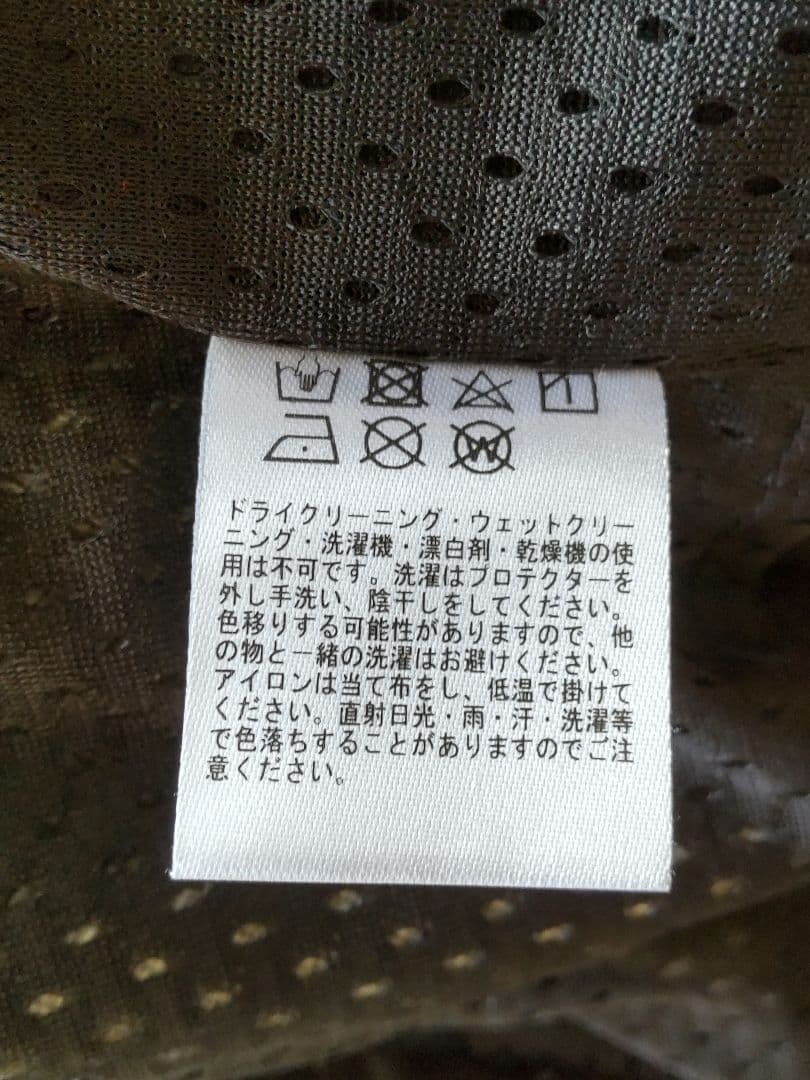 W
ドライクリーニング・ウェットクリー
ニング・洗濯機・漂白剤・乾燥機の使
用は不可です。洗濯はプロテクターを
外し手洗い、陰干しをしてください。
色移りする可能性がありますので、他
の物と一緒の洗濯はお避けください。
アイロンは当て布をし、低温で掛けて
ください。直射日光・雨・汗・洗濯等
で色落ちすることがありますのでご注
意ください。